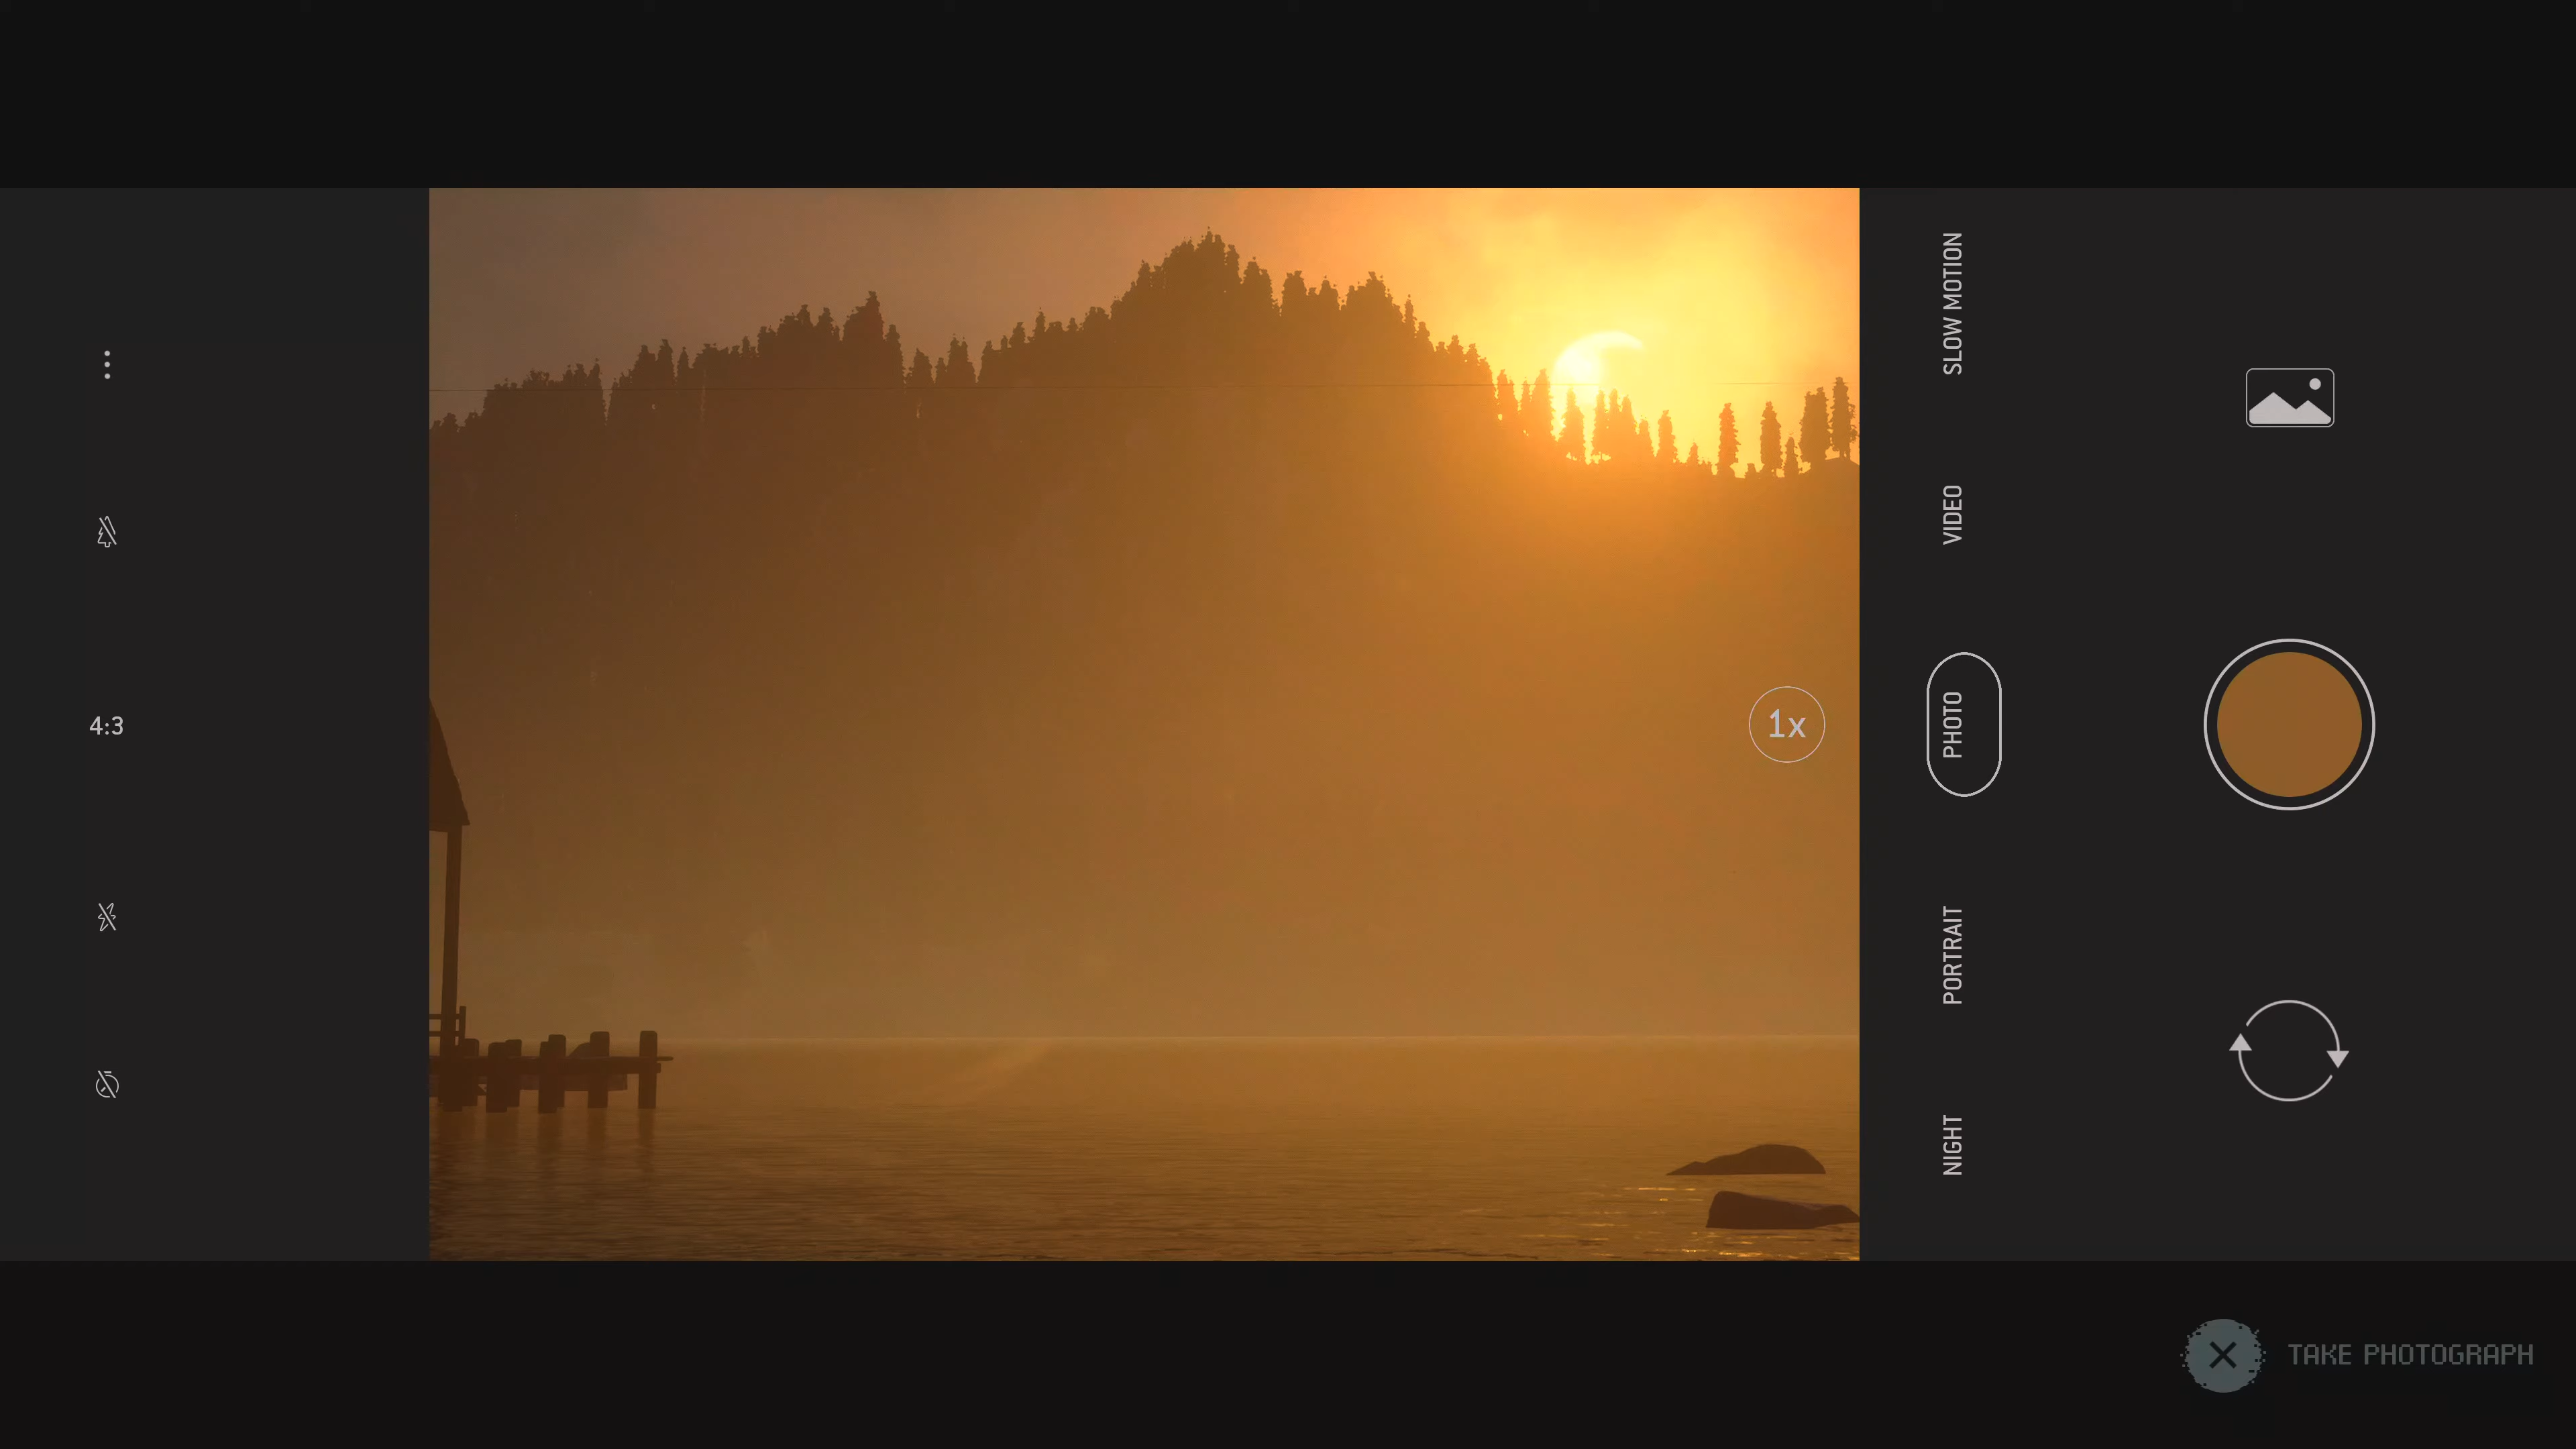 SLOW MOTION
VIDEO
4:3
1x
PHOTO
PORTRAIT
NIGHT
TAKE PHOTOGRAPH